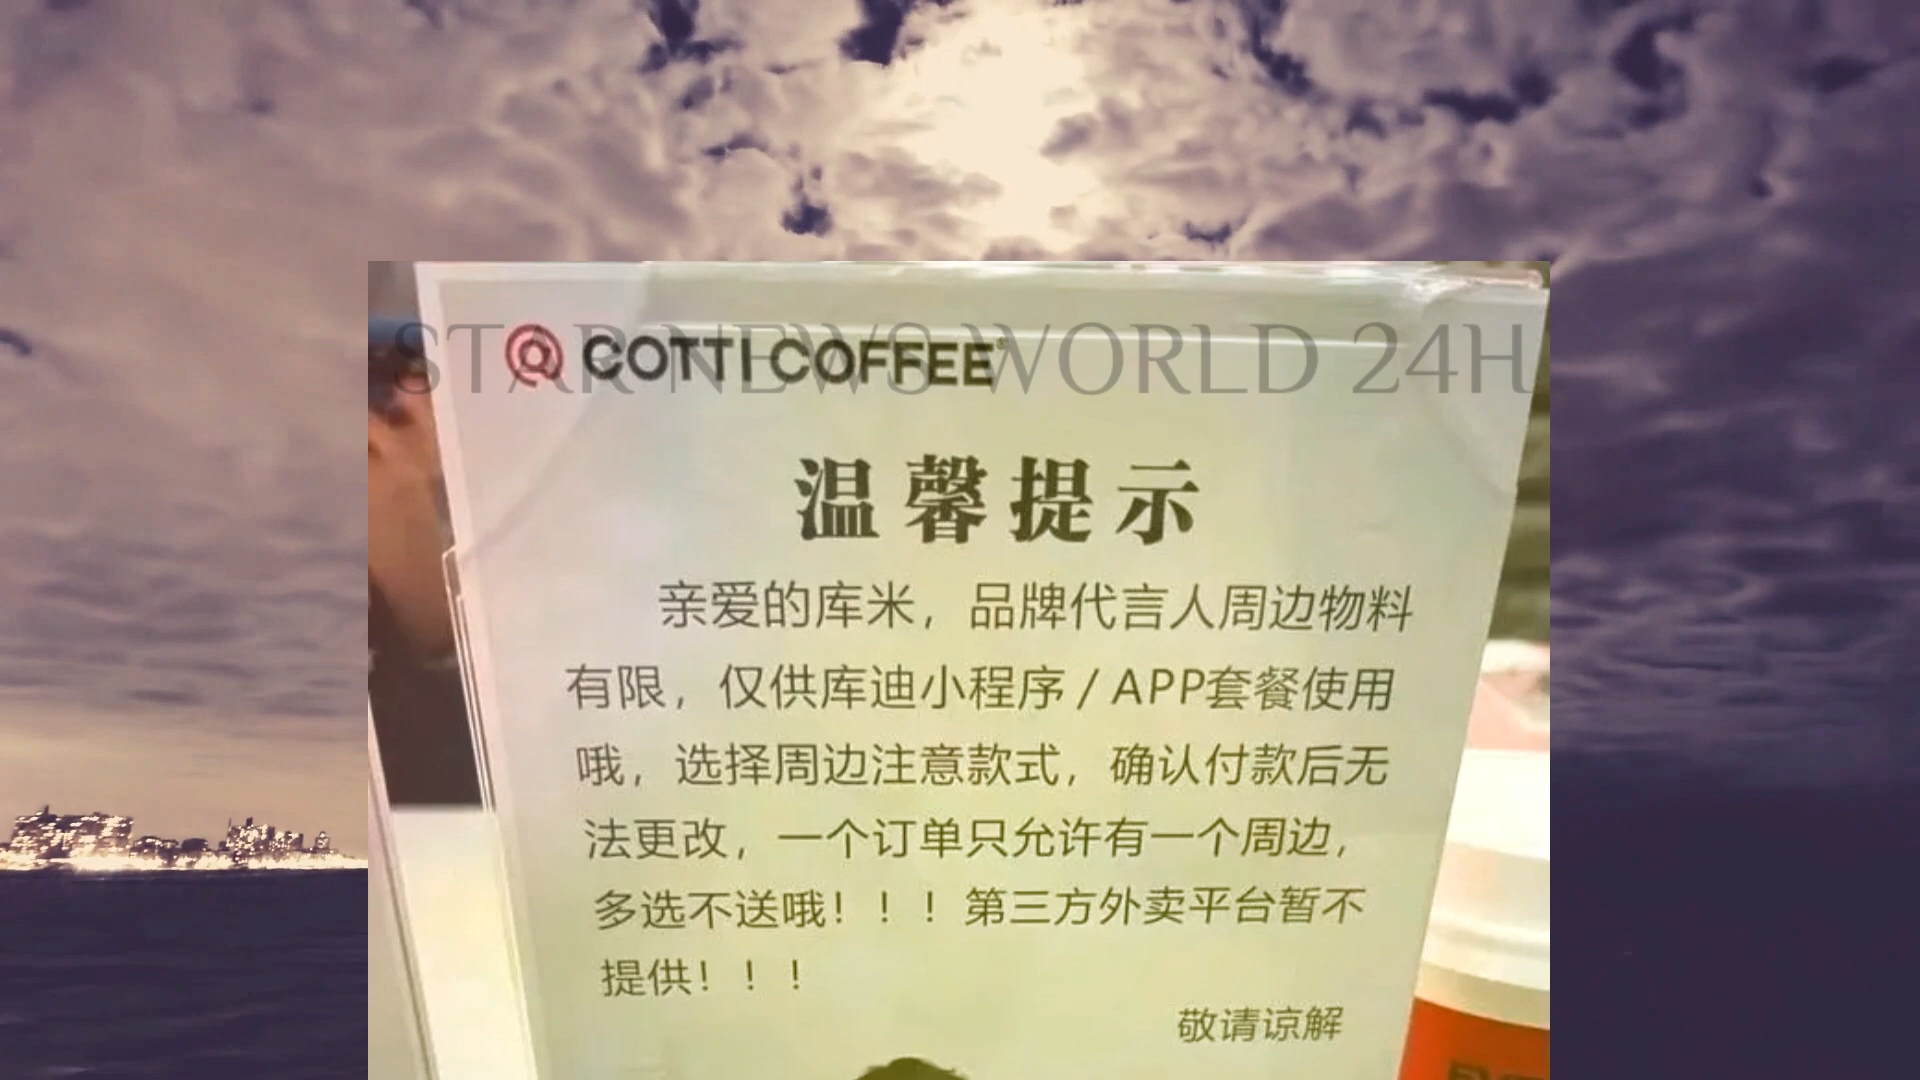 STAR NEWS WORLD 24H
COTTI COFFEE
温馨提示
亲爱的库米，品牌代言人周边物料
有限，仅供库迪小程序/APP套餐使用
哦，选择周边注意款式，确认付款后无
法更改，一个订单只允许有一个周边，
多选不送哦！！！第三方外卖平台暂不
提供！！！
敬请谅解